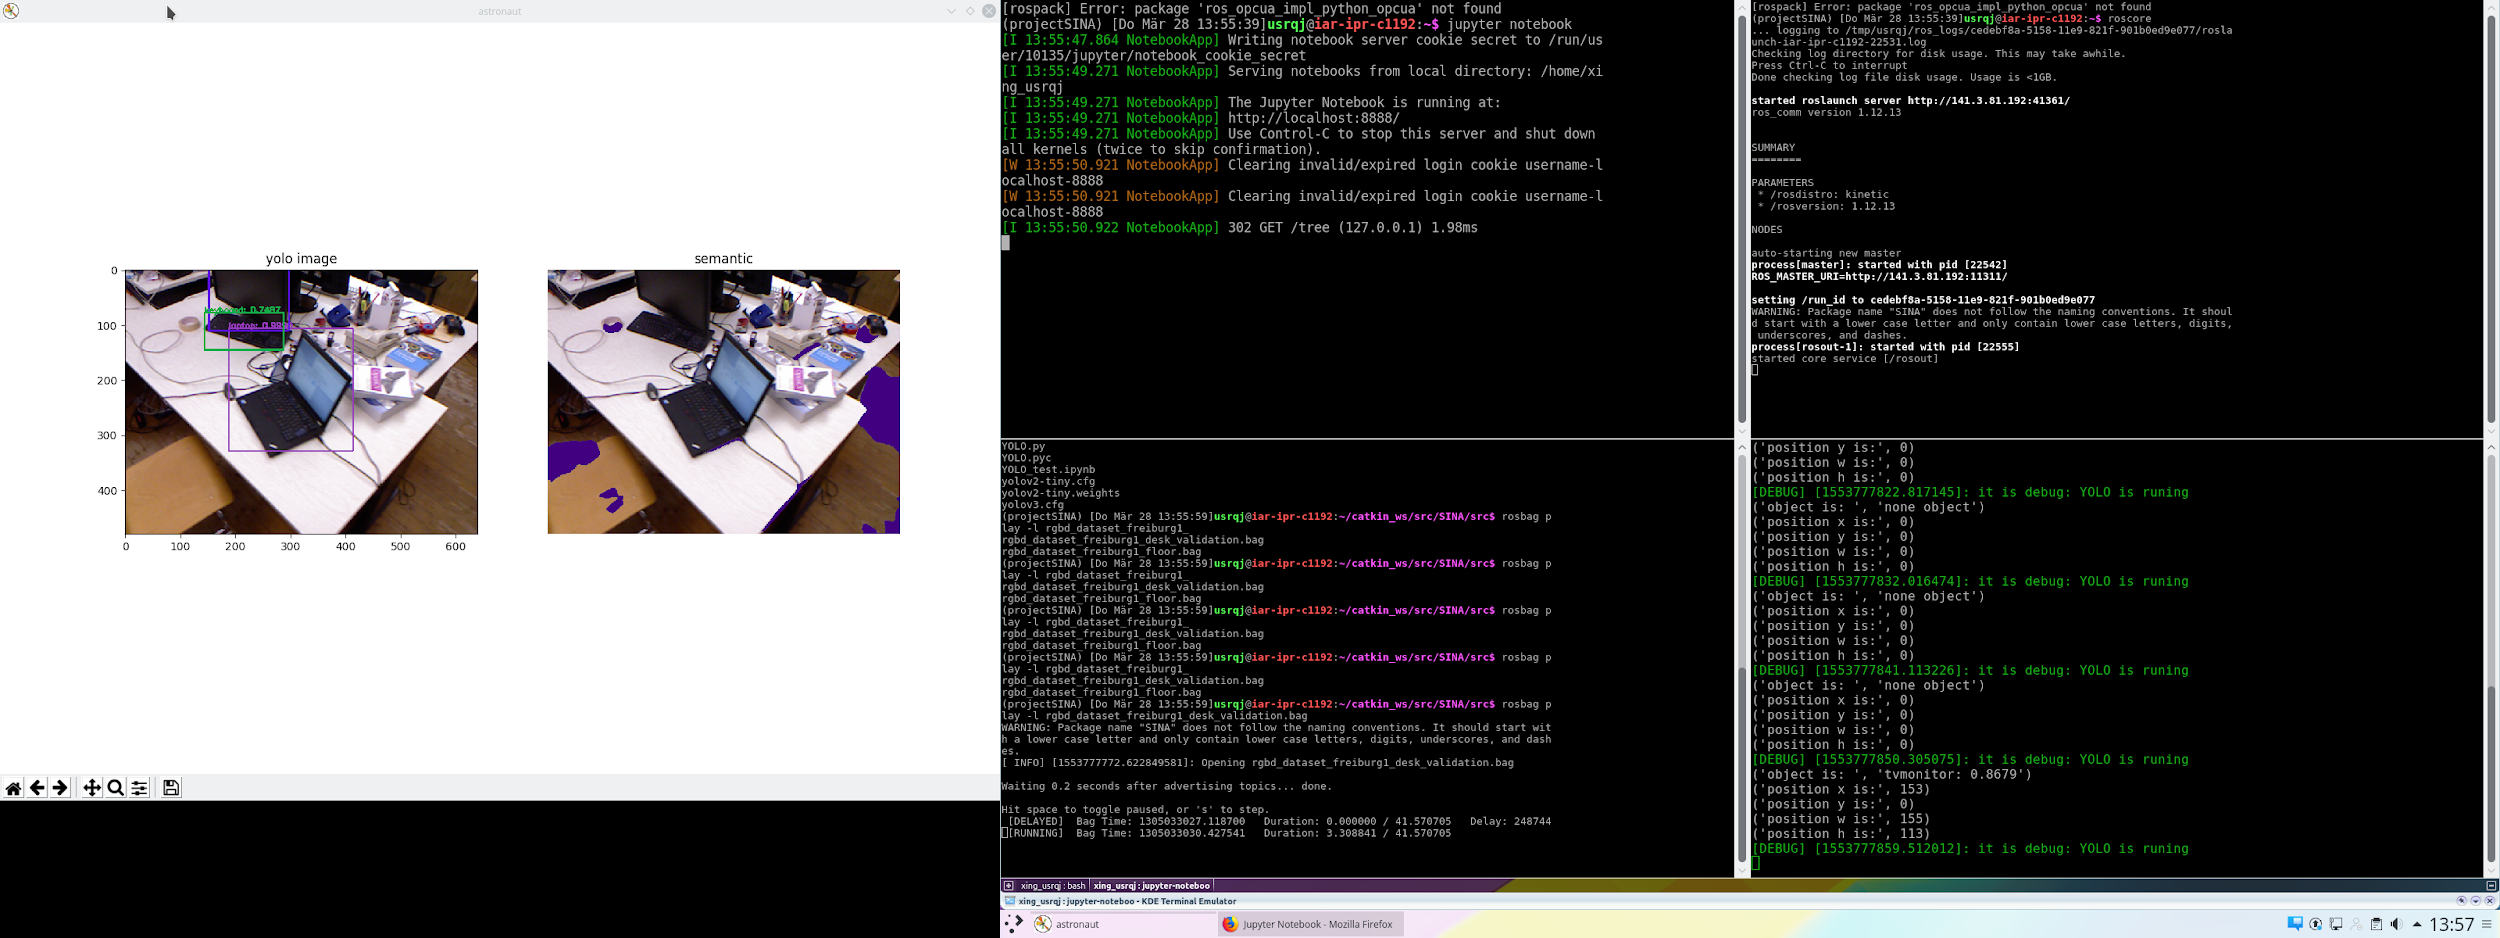 astronaut
yolo image
semantic
0
100
200
300
400
0
100
200
300
400
500
600
keyboard: 0.7487
[rospack] Error: package 'ros_opcua_impl_python_opcua' not found
(projectSINA) [Do Mär 28 13:55:39]usrqj@iar-ipr-c1192:~$ jupyter notebook
[I 13:55:47.864 NotebookApp] Writing notebook server cookie secret to /run/us
er/10135/jupyter/notebook_cookie_secret
[I 13:55:49.271 NotebookApp] Serving notebooks from local directory: /home/xi
ng_usrqj
[I 13:55:49.271 NotebookApp] The Jupyter Notebook is running at:
[I 13:55:49.271 NotebookApp] http://localhost:8888/
[I 13:55:49.271 NotebookApp] Use Control-C to stop this server and shut down
all kernels (twice to skip confirmation).
[W 13:55:50.921 NotebookApp] Clearing invalid/expired login cookie username-l
ocalhost-8888
[W 13:55:50.921 NotebookApp] Clearing invalid/expired login cookie username-l
ocalhost-8888
[I 13:55:50.922 NotebookApp] 302 GET /tree (127.0.0.1) 1.98ms
[rospack] Error: package 'ros_opcua_impl_python_opcua' not found
(projectSINA) [Do Mär 28 13:55:39]usrqj@iar-ipr-c1192:~$ roscore
... logging to /tmp/usrqj/ros_logs/cedebf8a-5158-11e9-821f-901b0ed9e077/rosla
unch-iar-ipr-c1192-22531.log
Checking log directory for disk usage. This may take awhile.
Press Ctrl-C to interrupt
Done checking log file disk usage. Usage is <1GB.
started roslaunch server http://141.3.81.192:41361/
ros_comm version 1.12.13
SUMMARY
========
PARAMETERS
* /rosdistro: kinetic
* /rosversion: 1.12.13
NODES
auto-starting new master
process[master]: started with pid [22542]
ROS_MASTER_URI=http://141.3.81.192:11311/
setting /run_id to cedebf8a-5158-11e9-821f-901b0ed9e077
WARNING: Package name "SINA" does not follow the naming conventions. It shoul
d start with a lower case letter and only contain lower case letters, digits,
underscores, and dashes.
process[rosout-1]: started with pid [22555]
started core service [/rosout]
YOLO.py
YOLO.pyc
YOLO_test.ipynb
yolov2-tiny.cfg
yolov2-tiny.weights
yolov3.cfg
(projectSINA) [Do Mär 28 13:55:59]usrqj@iar-ipr-c1192:~/catkin_ws/src/SINA/src$ rosbag p
lay -l rgbd_dataset_freiburg1_
rgbd_dataset_freiburg1_desk_validation.bag
rgbd_dataset_freiburg1_floor.bag
(projectSINA) [Do Mär 28 13:55:59]usrqj@iar-ipr-c1192:~/catkin_ws/src/SINA/src$ rosbag p
lay -l rgbd_dataset_freiburg1_
rgbd_dataset_freiburg1_desk_validation.bag
rgbd_dataset_freiburg1_floor.bag
(projectSINA) [Do Mär 28 13:55:59]usrqj@iar-ipr-c1192:~/catkin_ws/src/SINA/src$ rosbag p
lay -l rgbd_dataset_freiburg1_
rgbd_dataset_freiburg1_desk_validation.bag
rgbd_dataset_freiburg1_floor.bag
(projectSINA) [Do Mär 28 13:55:59]usrqj@iar-ipr-c1192:~/catkin_ws/src/SINA/src$ rosbag p
lay -l rgbd_dataset_freiburg1_
rgbd_dataset_freiburg1_desk_validation.bag
rgbd_dataset_freiburg1_floor.bag
(projectSINA) [Do Mär 28 13:55:59]usrqj@iar-ipr-c1192:~/catkin_ws/src/SINA/src$ rosbag p
lay -l rgbd_dataset_freiburg1_desk_validation.bag
WARNING: Package name "SINA" does not follow the naming conventions. It should start wit
h a lower case letter and only contain lower case letters, digits, underscores, and dash
es.
[ INFO] [1553777772.622849581]: Opening rgbd_dataset_freiburg1_desk_validation.bag
Waiting 0.2 seconds after advertising topics... done.
Hit space to toggle paused, or 's' to step.
[DELAYED] Bag Time: 1305033027.118700 Duration: 0.000000 / 41.570705 Delay: 248744
[RUNNING] Bag Time: 1305033030.427541 Duration: 3.308841 / 41.570705
('position y is:', 0)
('position w is:', 0)
('position h is:', 0)
[DEBUG] [1553777822.817145]: it is debug: YOLO is runing
('object is: ', 'none object')
('position x is:', 0)
('position y is:', 0)
('position w is:', 0)
('position h is:', 0)
[DEBUG] [1553777832.016474]: it is debug: YOLO is runing
('object is: ', 'none object')
('position x is:', 0)
('position y is:', 0)
('position w is:', 0)
('position h is:', 0)
[DEBUG] [1553777841.113226]: it is debug: YOLO is runing
('object is: ', 'none object')
('position x is:', 0)
('position y is:', 0)
('position w is:', 0)
('position h is:', 0)
[DEBUG] [1553777850.305075]: it is debug: YOLO is runing
('object is: ', 'tvmonitor: 0.8679')
('position x is:', 153)
('position y is:', 0)
('position w is:', 155)
('position h is:', 113)
[DEBUG] [1553777859.512012]: it is debug: YOLO is runing
xing_usrqj : bash
xing_usrqj : jupyter-noteboo
xing_usrqj : jupyter-noteboo - KDE Terminal Emulator
astronaut
Jupyter Notebook - Mozilla Firefox
13:57